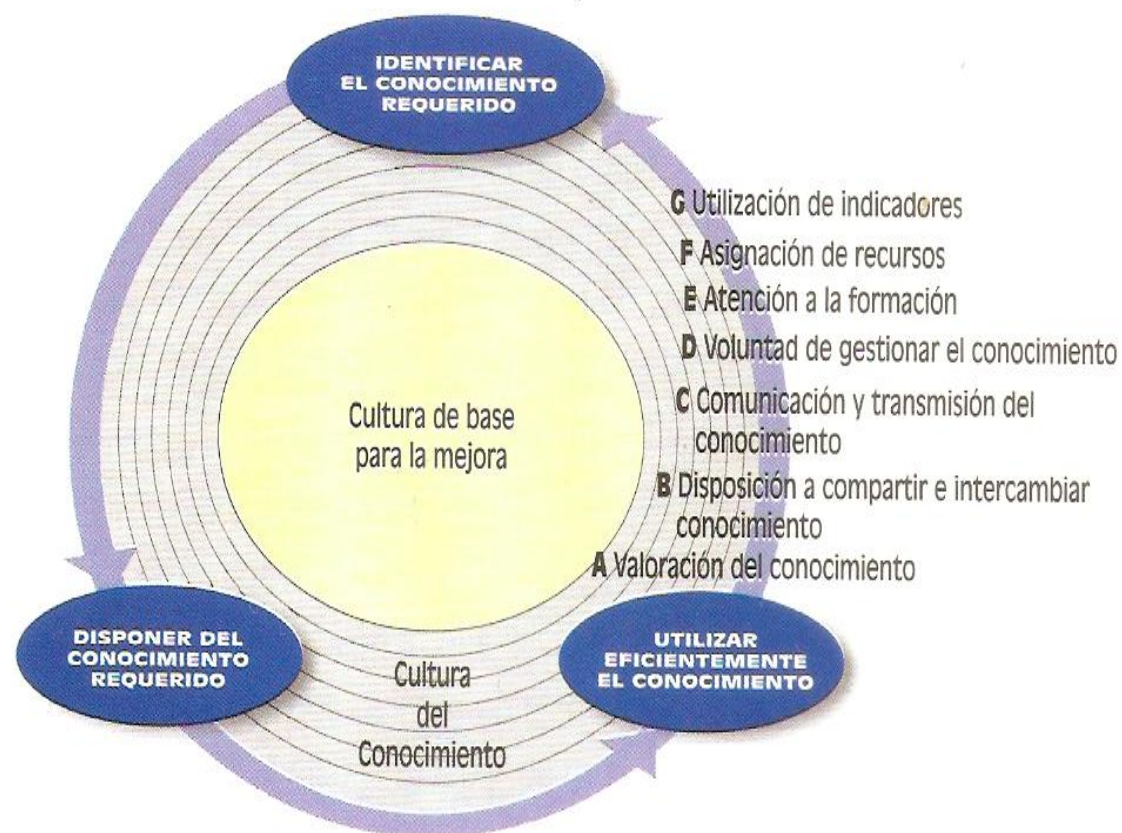 IDENTIFICAR
EL CONOCIMIENTO
REQUERIDO
G Utilización de indicadores
F Asignación de recursos
E Atención a la formación
D Voluntad de gestionar el conocimiento
C Comunicación y transmisión del
conocimiento
B Disposición a compartir e intercambiar
conocimiento
A Valoración del conocimiento
Cultura de base
para la mejora
DISPONER DEL
CONOCIMIENTO
REQUERIDO
UTILIZAR
EFICIENTEMENTE
EL CONOCIMIENTO
Cultura
del
Conocimiento